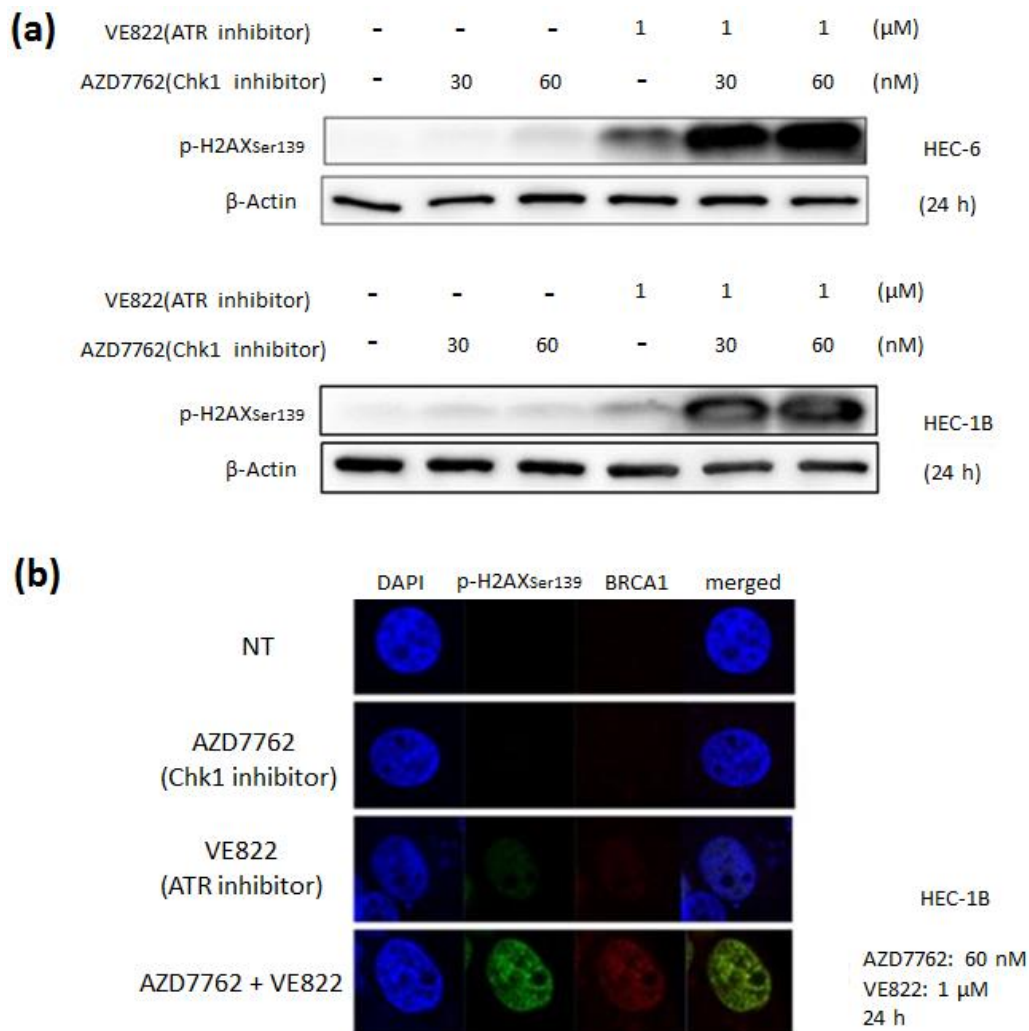 (a)
VE822(ATR inhibitor) - - - 1 1 1 (μM)
AZD7762(Chk1 inhibitor) - 30 60 - 30 60 (nM)
p-H2AXSer139
HEC-6
β-Actin
(24 h)
VE822(ATR inhibitor) - - - 1 1 1 (μM)
AZD7762(Chk1 inhibitor) - 30 60 - 30 60 (nM)
p-H2AXSer139
HEC-1B
β-Actin
(24 h)
(b)
DAPI p-H2AXSer139 BRCA1 merged
NT
AZD7762
(Chk1 inhibitor)
VE822
(ATR inhibitor)
HEC-1B
AZD7762 + VE822
AZD7762: 60 nM
VE822: 1 μM
24 h